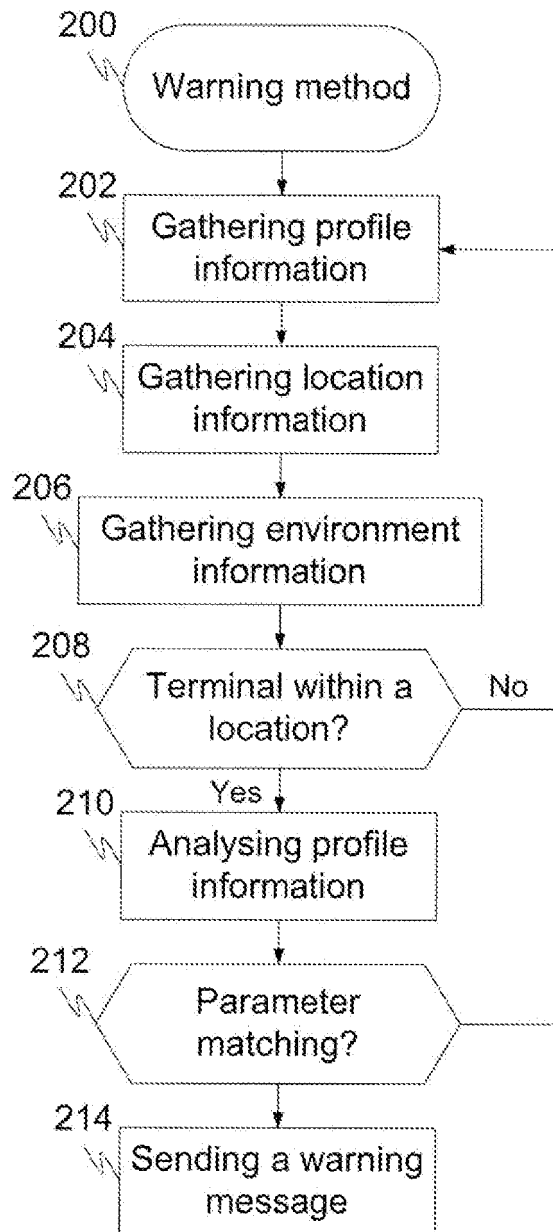 200
Warning method
202
Gathering profile
information
204
Gathering location
information
206
Gathering environment
information
208
Terminal within a
location?
No
Yes
210
Analysing profile
information
212
Parameter
matching?
214
Sending a warning
message